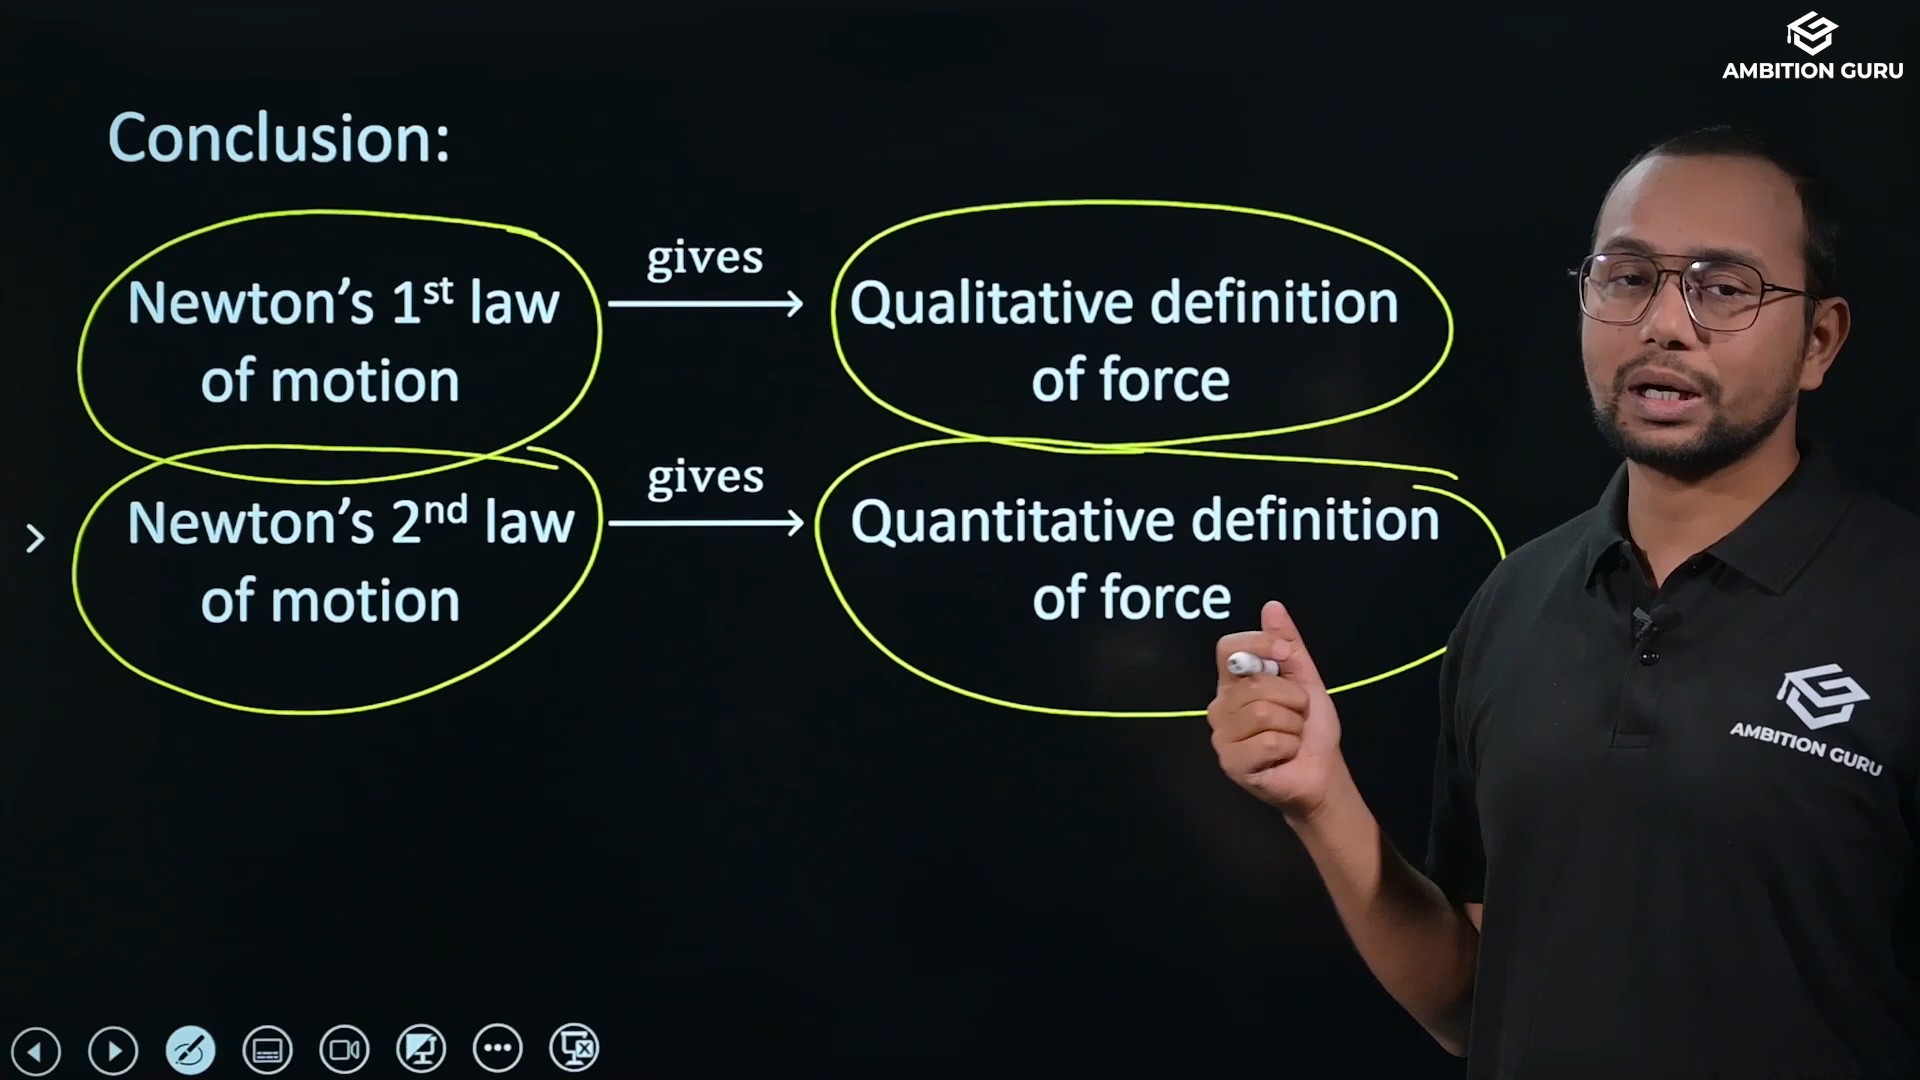 AMBITION GURU
Conclusion:
Newton's 1st law
of motion
gives
Qualitative definition
of force
Newton's 2nd law
of motion
gives
Quantitative definition
of force
AMBITION GURU